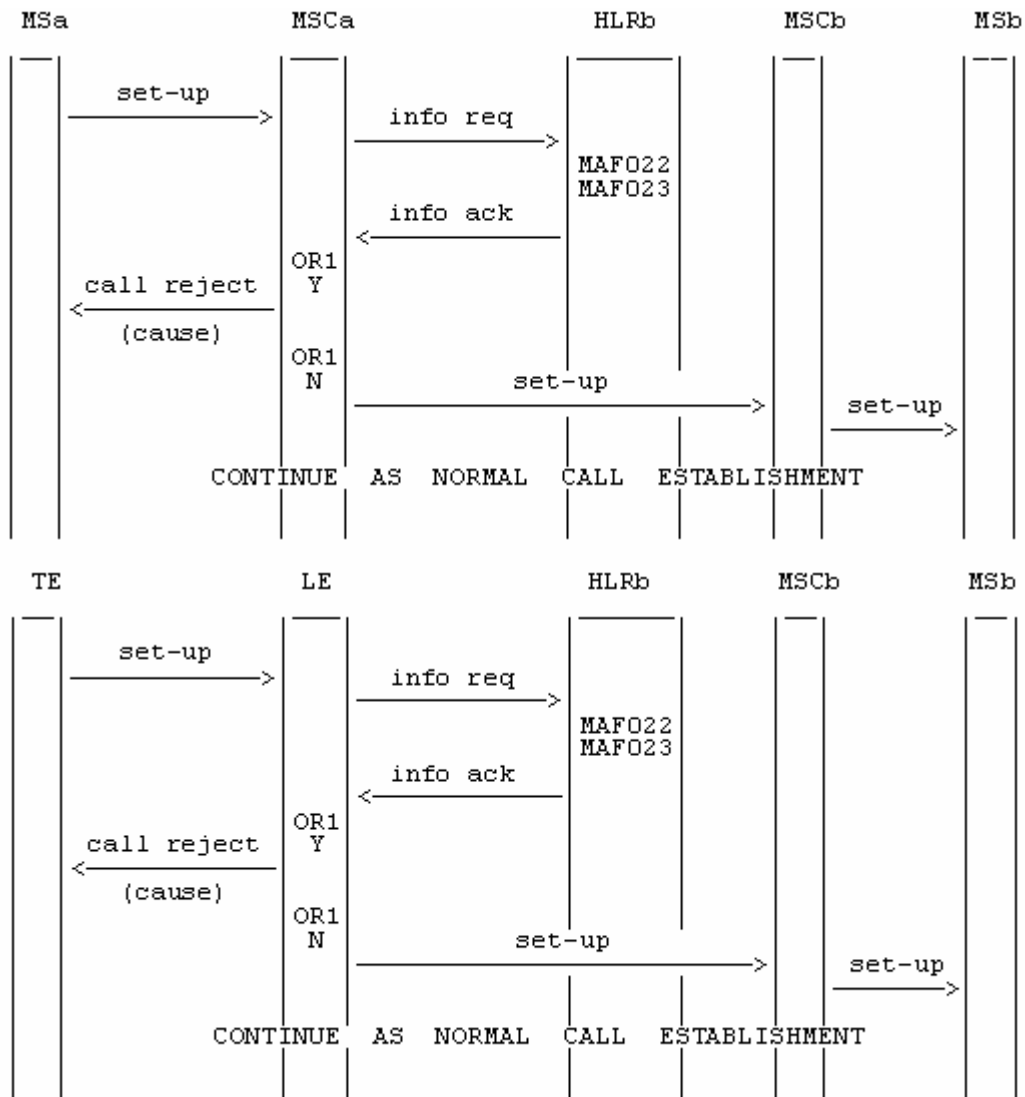 MSa MSCa HLRb MSCb MSb
set-up
info req
MAF022
MAF023
info ack
OR1
Y
call reject
(cause)
OR1
N
set-up
set-up
CONTINUE AS NORMAL CALL ESTABLISHMENT
TE LE HLRb MSCb MSb
set-up
info req
MAF022
MAF023
info ack
OR1
Y
call reject
(cause)
OR1
N
set-up
set-up
CONTINUE AS NORMAL CALL ESTABLISHMENT